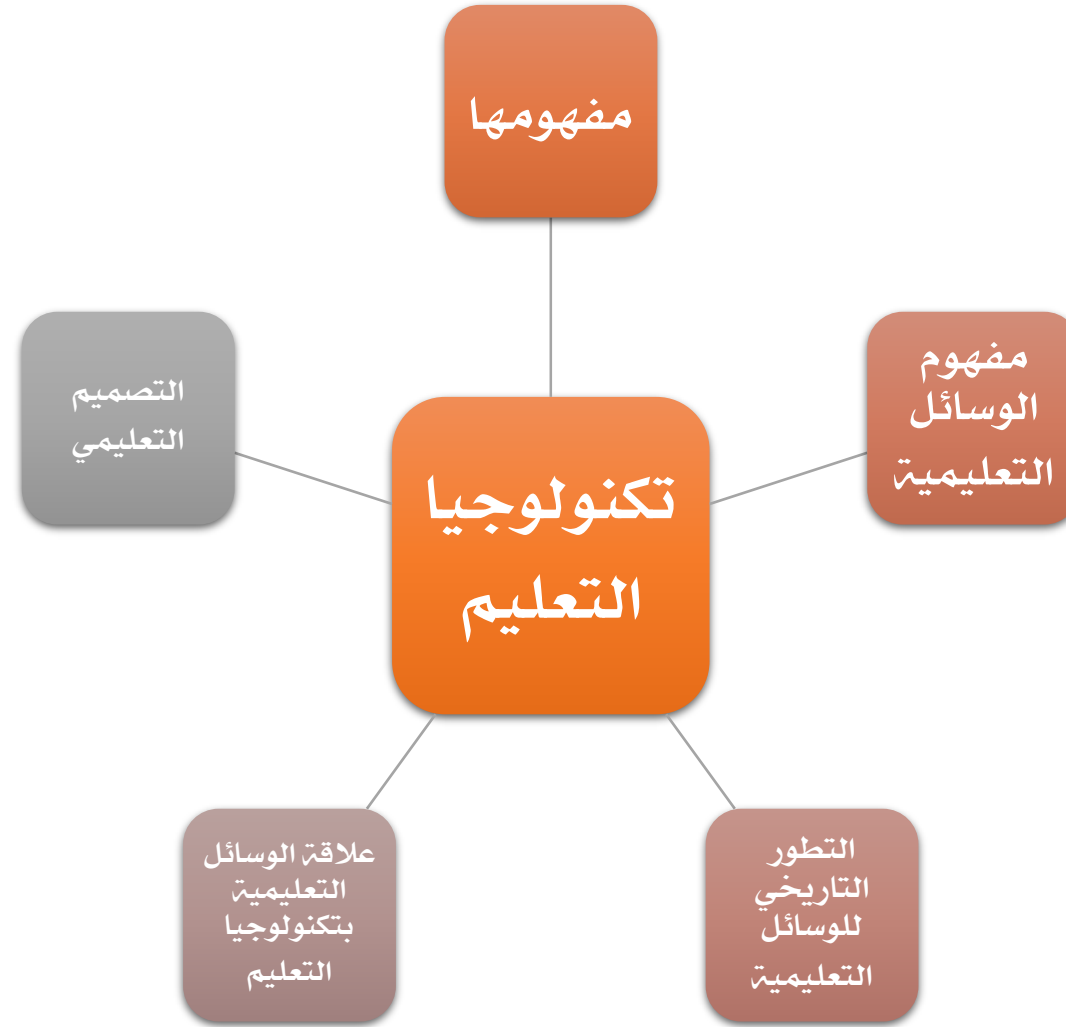 مفهومها
مفهوم
الوسائل
التعليمية
التصميم
التعليمي
تكنولوجيا
التعليم
علاقة الوسائل
التعليمية
بتكنولوجيا
التعليم
التطور
التاريخي
للوسائل
التعليمية